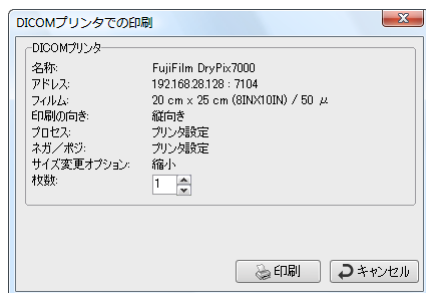 DICOMプリンタでの印刷
DICOMプリンタ
名称: FujiFilm DryPix7000
アドレス: 192.168.28.128 : 7104
フィルム: 20 cm x 25 cm (8INX10IN) / 50 μ
印刷の向き: 縦向き
プロセス: プリンタ設定
ネガ／ポジ: プリンタ設定
サイズ変更オプション: 縮小
枚数: 1
印刷 キャンセル